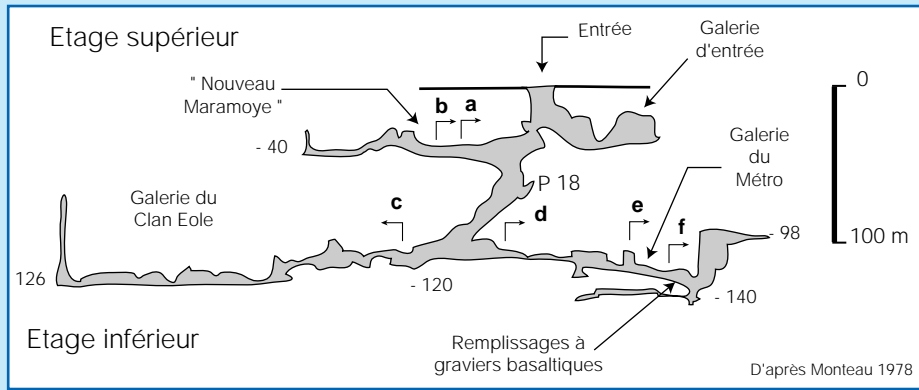 Etage supérieur
Entrée
Galerie
d'entrée
" Nouveau
Maramoye "
b a
0
- 40
Galerie
du
Métro
P 18
Galerie du
Clan Eole
c
d
e
f
- 98
100 m
126
- 120
- 140
Etage inférieur
Remplissages à
graviers basaltiques
D'après Monteau 1978